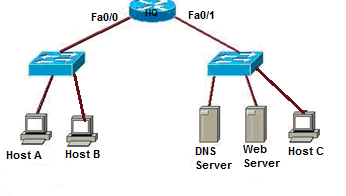 Fa0/0
HQ
Fa0/1
Host A
Host B
DNS Server
Web Server
Host C